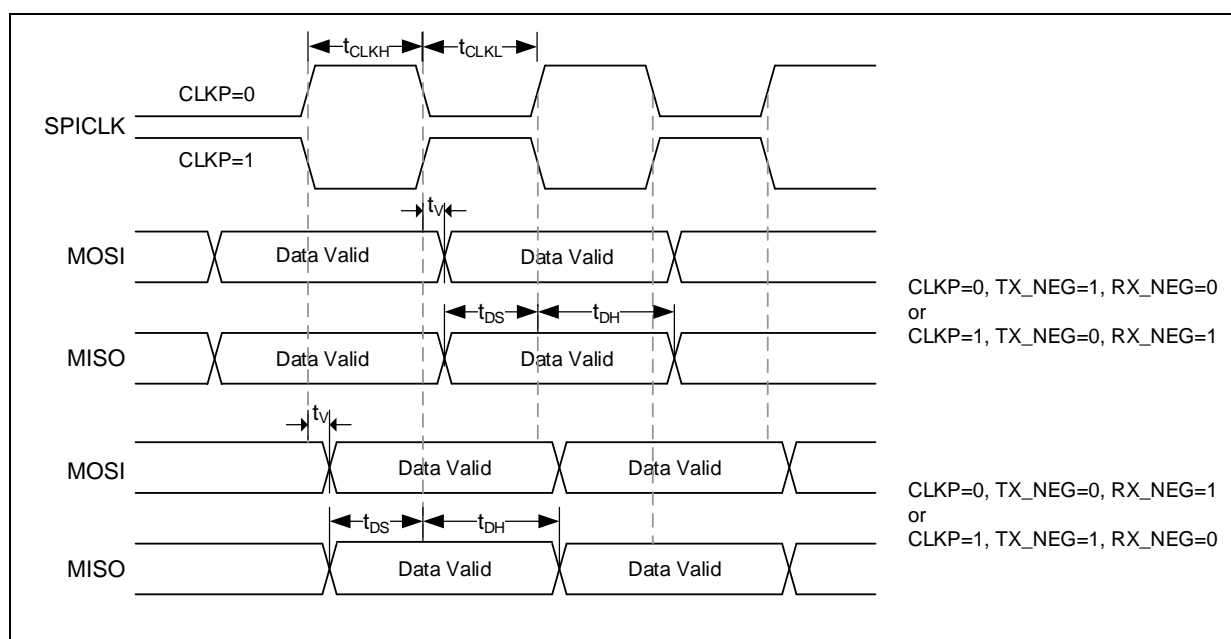 tCLKH tCLKL
CLKP=0
SPICLK
CLKP=1
tV
MOSI Data Valid Data Valid
CLKP=0, TX_NEG=1, RX_NEG=0
or
CLKP=1, TX_NEG=0, RX_NEG=1
tDS tDH
MISO Data Valid Data Valid
tV
MOSI Data Valid Data Valid
CLKP=0, TX_NEG=0, RX_NEG=1
or
CLKP=1, TX_NEG=1, RX_NEG=0
tDS tDH
MISO Data Valid Data Valid